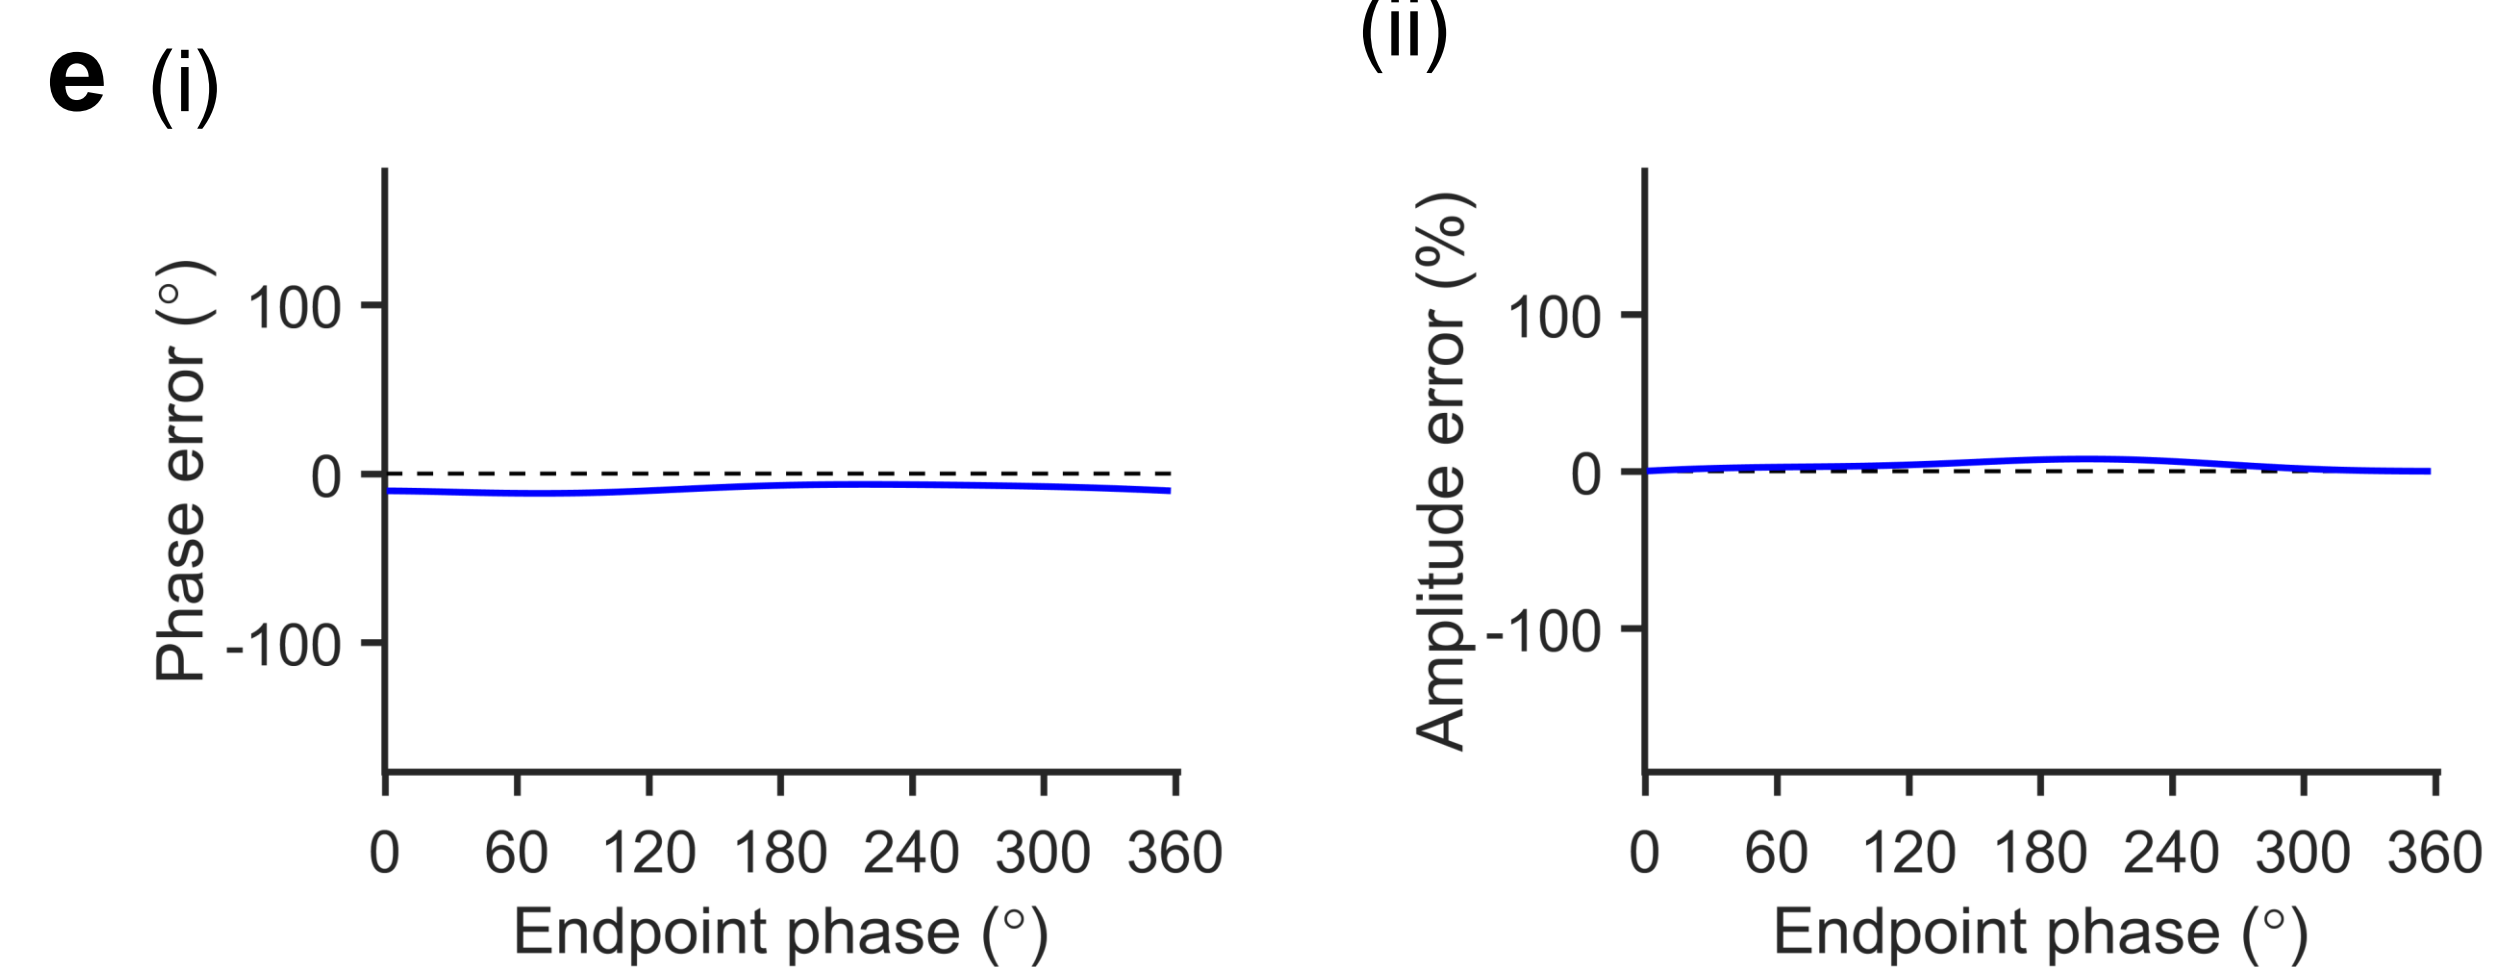 e (i)
Phase error (°)
100
0
-100
0 60 120 180 240 300 360
Endpoint phase (°)
(ii)
Amplitude error (%)
100
0
-100
0 60 120 180 240 300 360
Endpoint phase (°)